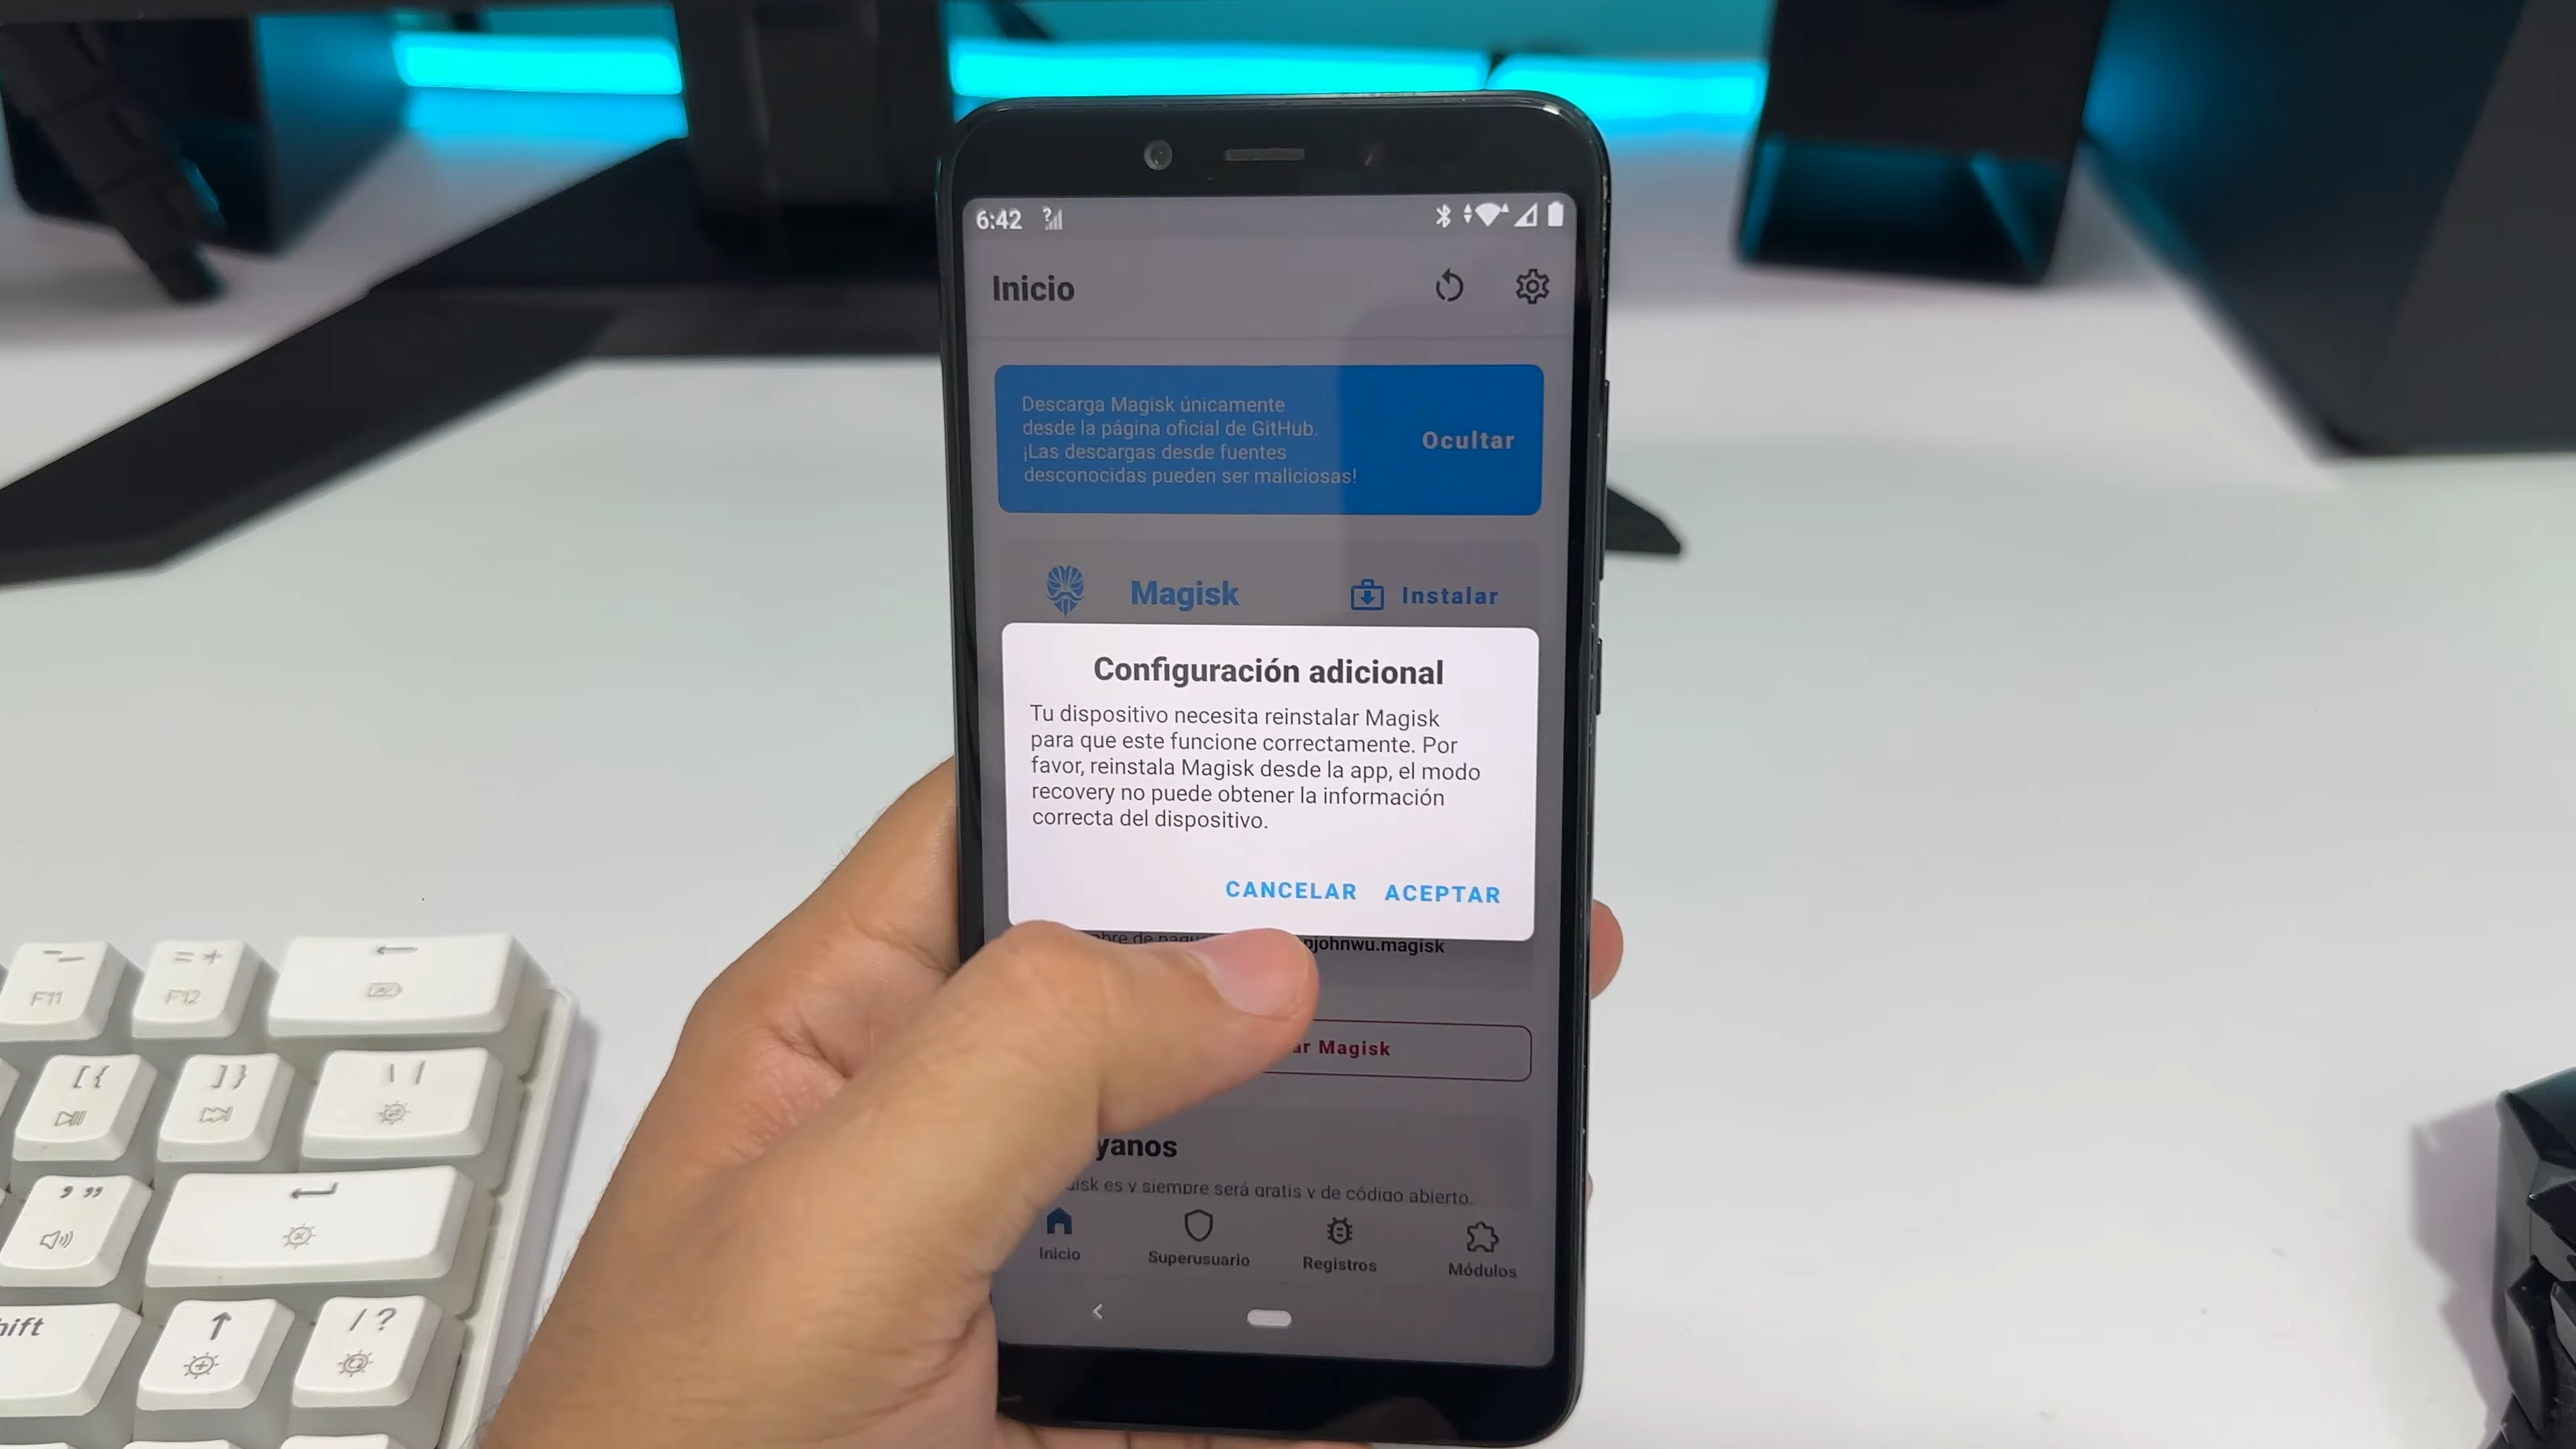 6:42
Inicio
Descarga Magisk únicamente
desde la página oficial de GitHub.
¡Las descargas desde fuentes
desconocidas pueden ser maliciosas!
Ocultar
Magisk
Instalar
Configuración adicional
Tu dispositivo necesita reinstalar Magisk
para que este funcione correctamente. Por
favor, reinstala Magisk desde la app, el modo
recovery no puede obtener la información
correcta del dispositivo.
CANCELAR ACEPTAR
pjohnwu.magisk
ar Magisk
yanos
isk es y siempre será gratis y de código abierto.
Inicio
Superusuario
Registros
Módulos
F11
= +
F12
[ {
] }
\ |
' "
hift
/ ?